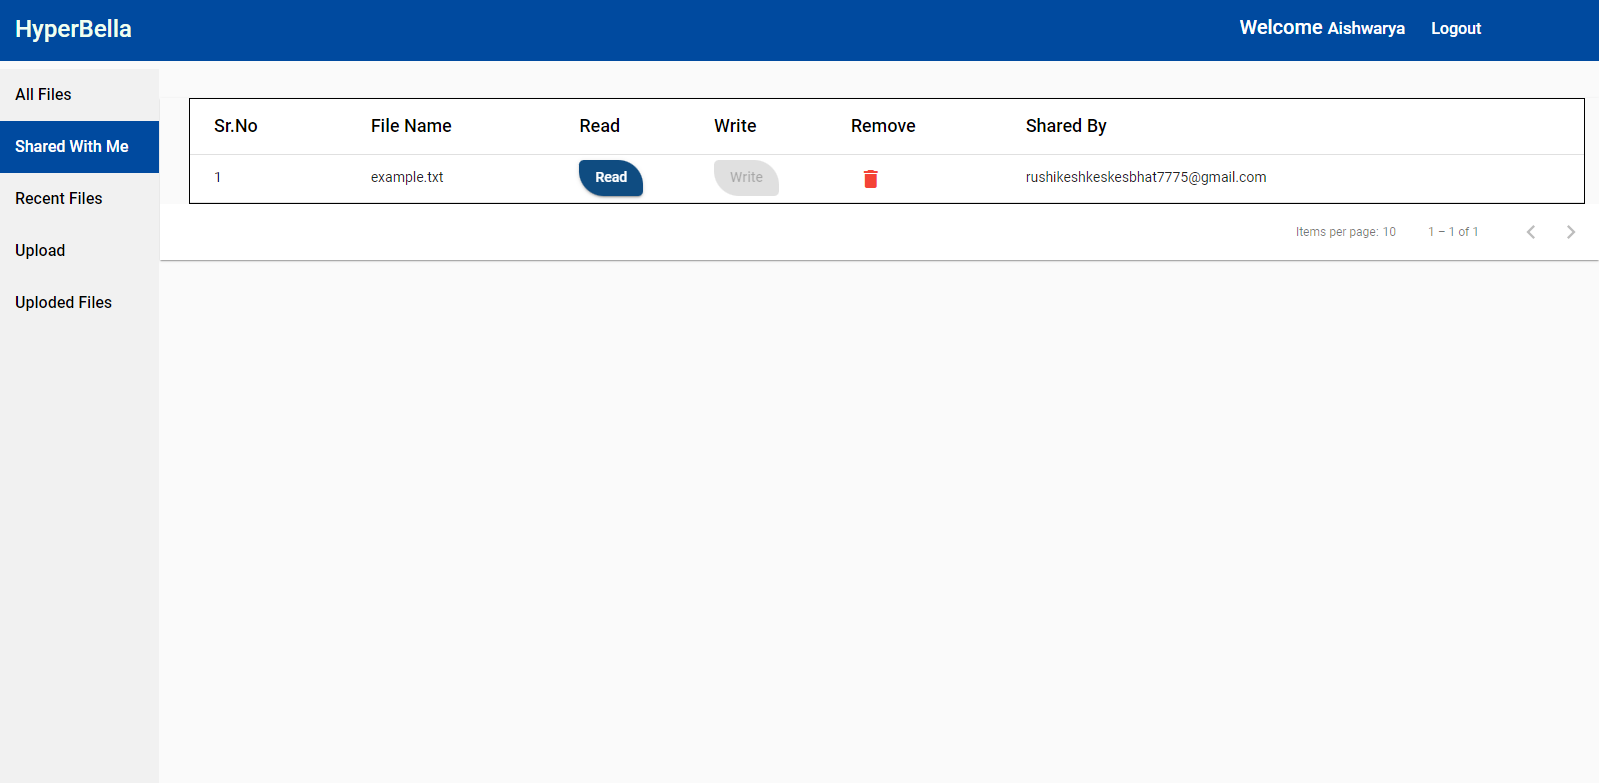 HyperBella
Welcome Aishwarya Logout
All Files
Shared With Me
Recent Files
Upload
Uploded Files
Sr.No File Name Read Write Remove Shared By
1 example.txt Read Write rushikeshkeskesbhat7775@gmail.com
Items per page: 10 1 – 1 of 1